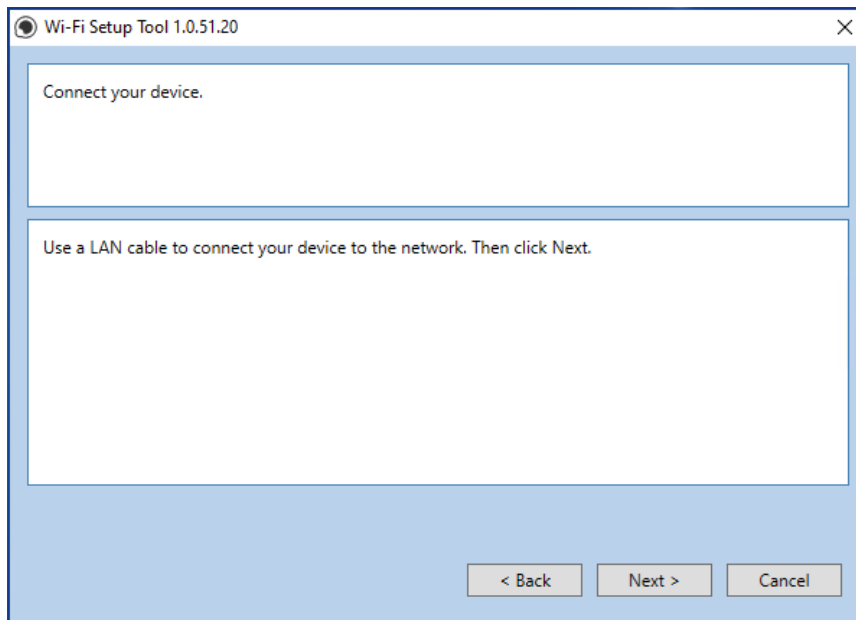 Wi-Fi Setup Tool 1.0.51.20
Connect your device.
Use a LAN cable to connect your device to the network. Then click Next.
< Back
Next >
Cancel